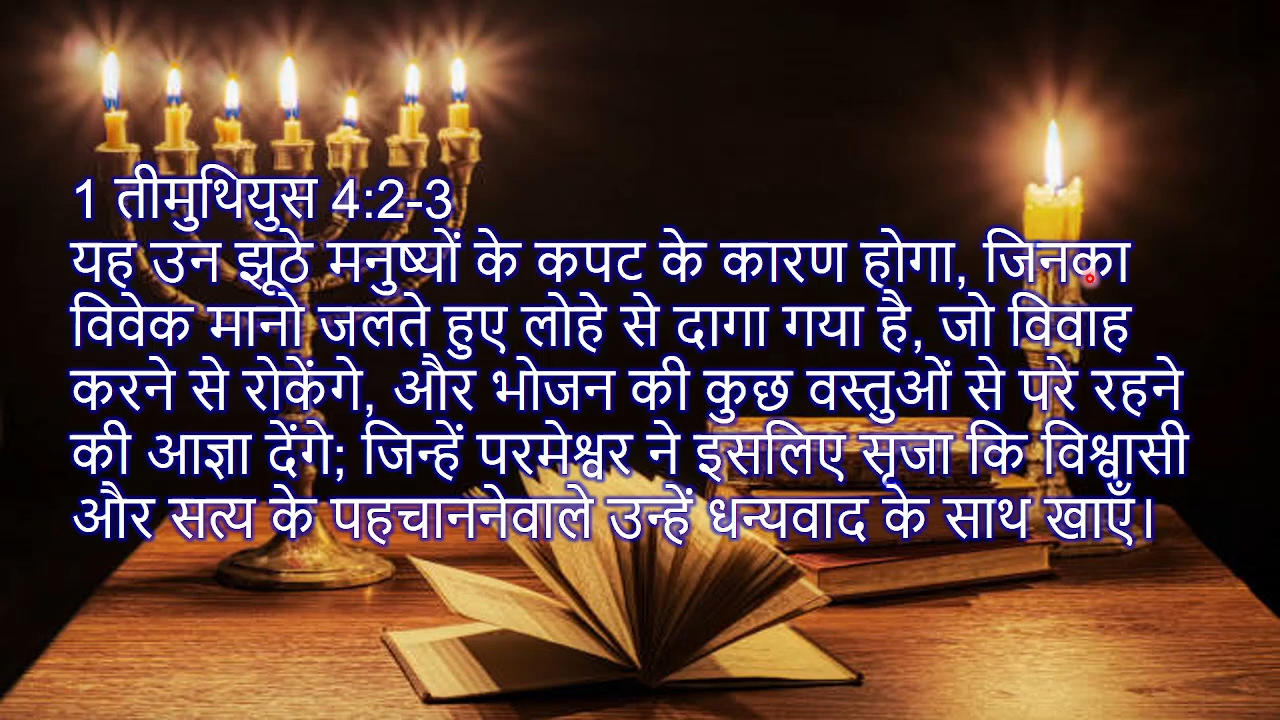 1 तीमुथियुस 4:2-3
यह उन झूठे मनुष्यों के कपट के कारण होगा, जिनका
विवेक मानो जलते हुए लोहे से दागा गया है, जो विवाह
करने से रोकेंगे, और भोजन की कुछ वस्तुओं से परे रहने
की आज्ञा देंगे; जिन्हें परमेश्वर ने इसलिए सृजा कि विश्वासी
और सत्य के पहचाननेवाले उन्हें धन्यवाद के साथ खाएँ।